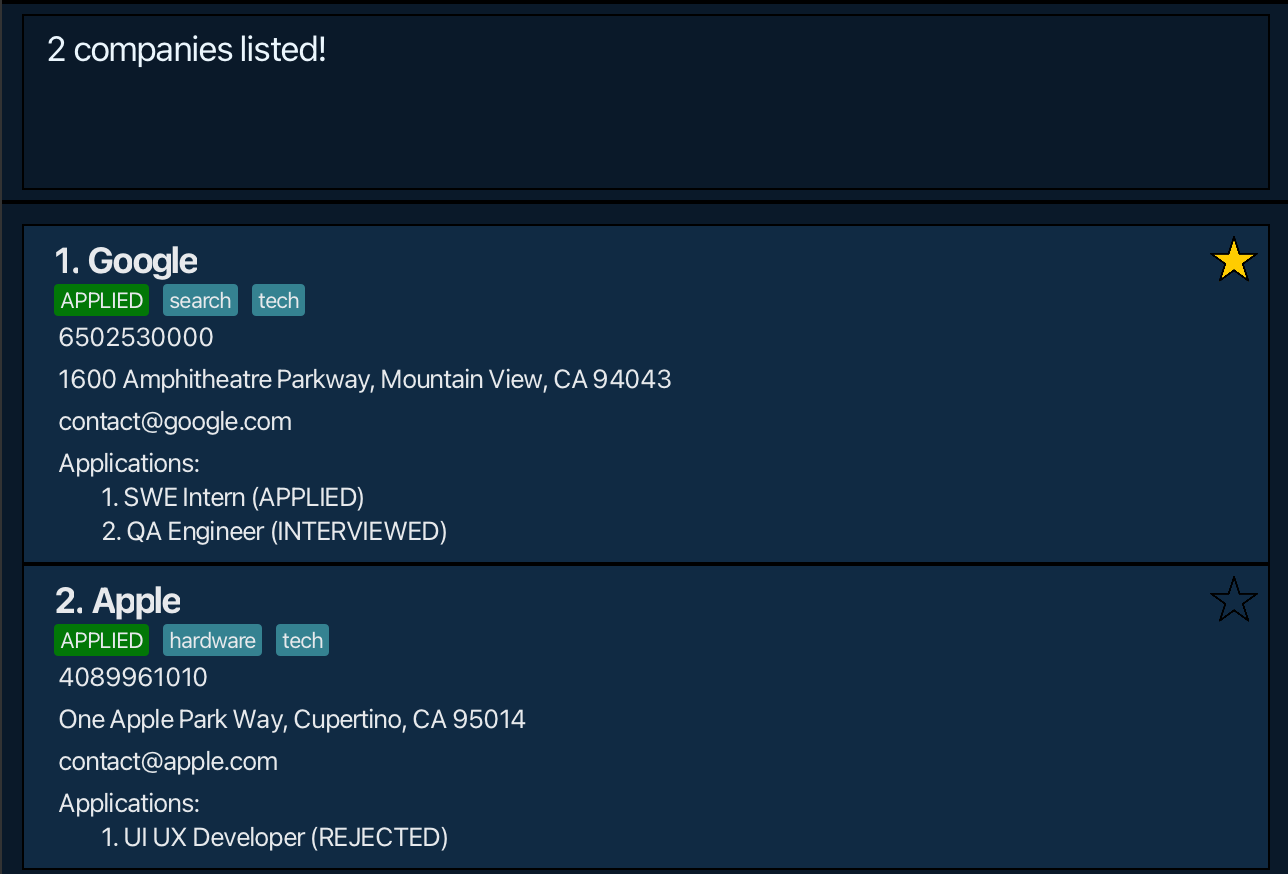 2 companies listed!
1. Google
APPLIED search tech
6502530000
1600 Amphitheatre Parkway, Mountain View, CA 94043
contact@google.com
Applications:
1. SWE Intern (APPLIED)
2. QA Engineer (INTERVIEWED)
2. Apple
APPLIED hardware tech
4089961010
One Apple Park Way, Cupertino, CA 95014
contact@apple.com
Applications:
1. UI UX Developer (REJECTED)